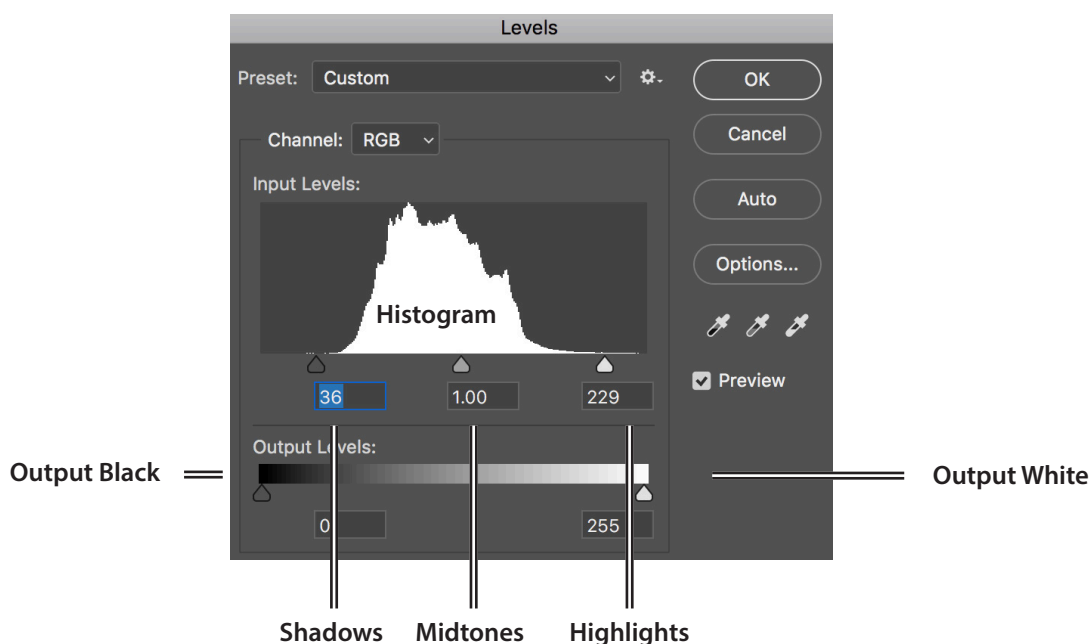 Levels
Preset: Custom
OK
Channel: RGB
Cancel
Input Levels:
Auto
Options...
Histogram
Preview
36 1.00 229
Output Levels:
Output Black
Output White
0 255
Shadows Midtones Highlights